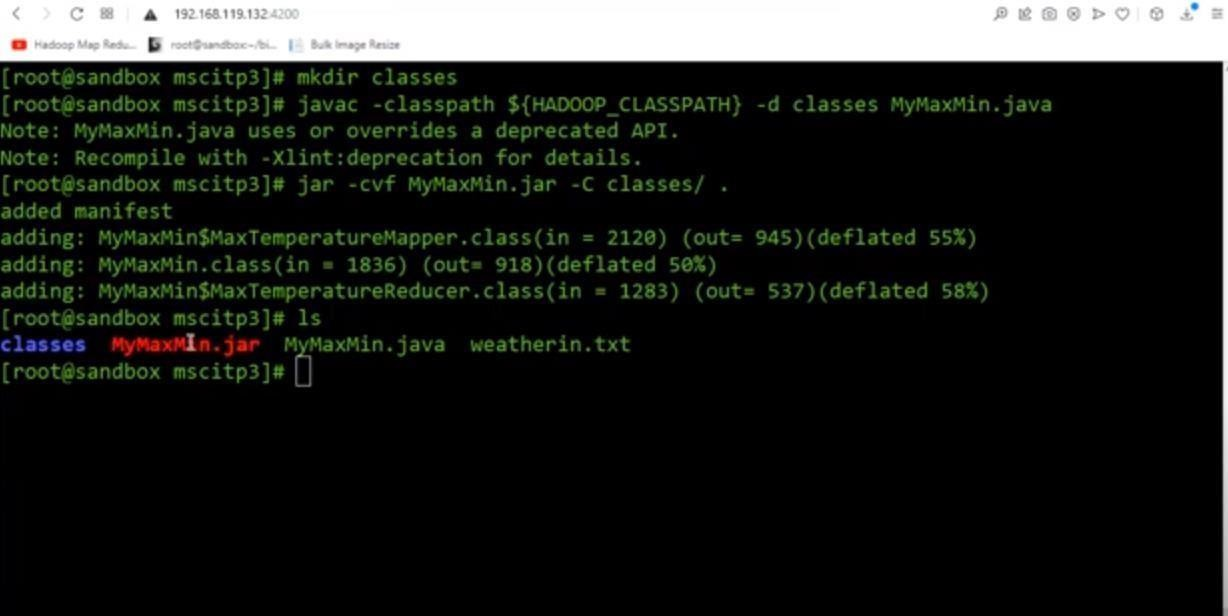 192.168.119.132:4200
Hadoop Map Redu... root@sandbox:~/bi... Bulk Image Resize
[root@sandbox mscitp3]# mkdir classes
[root@sandbox mscitp3]# javac -classpath ${HADOOP_CLASSPATH} -d classes MyMaxMin.java
Note: MyMaxMin.java uses or overrides a deprecated API.
Note: Recompile with -Xlint:deprecation for details.
[root@sandbox mscitp3]# jar -cvf MyMaxMin.jar -C classes/ .
added manifest
adding: MyMaxMin$MaxTemperatureMapper.class(in = 2120) (out= 945)(deflated 55%)
adding: MyMaxMin.class(in = 1836) (out= 918)(deflated 50%)
adding: MyMaxMin$MaxTemperatureReducer.class(in = 1283) (out= 537)(deflated 58%)
[root@sandbox mscitp3]# ls
classes MyMaxMin.jar MyMaxMin.java weatherin.txt
[root@sandbox mscitp3]#